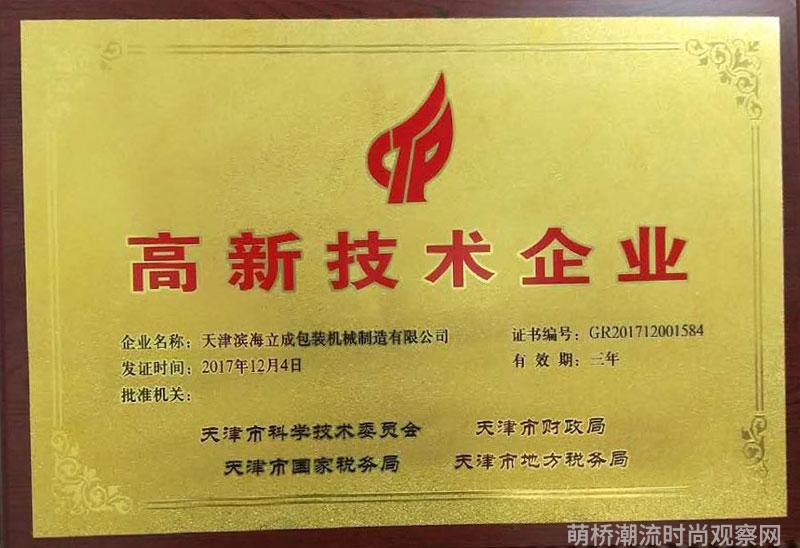 CTP
高新技术企业
企业名称：天津滨海立成包装机械制造有限公司 证书编号：GR201712001584
发证时间：2017年12月4日 有效期：三年
批准机关：
天津市科学技术委员会 天津市财政局
天津市国家税务局 天津市地方税务局
萌桥潮流时尚观察网